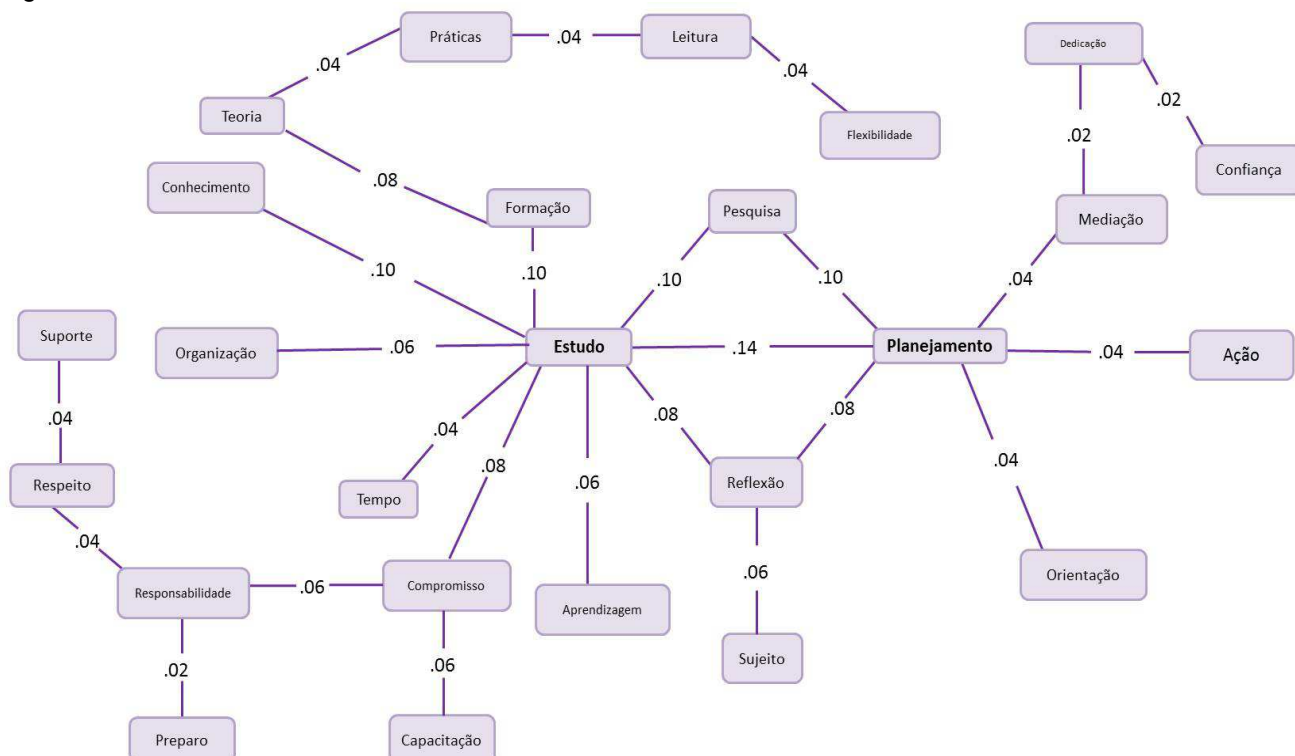 g
Práticas
.04
Leitura
Dedicação
.04
.04
Teoria
.02
Flexibilidade
.02
Conhecimento
.08
Confiança
Formação
Pesquisa
Mediação
.10
.10
.10
.10
.04
Suporte
Organização
.06
Estudo
.14
Planejamento
.04
Ação
.04
.04
.08
.08
.08
.04
Respeito
Tempo
.06
Reflexão
.04
Responsabilidade
.06
Compromisso
Aprendizagem
.06
Orientação
.02
.06
Sujeito
Preparo
Capacitação